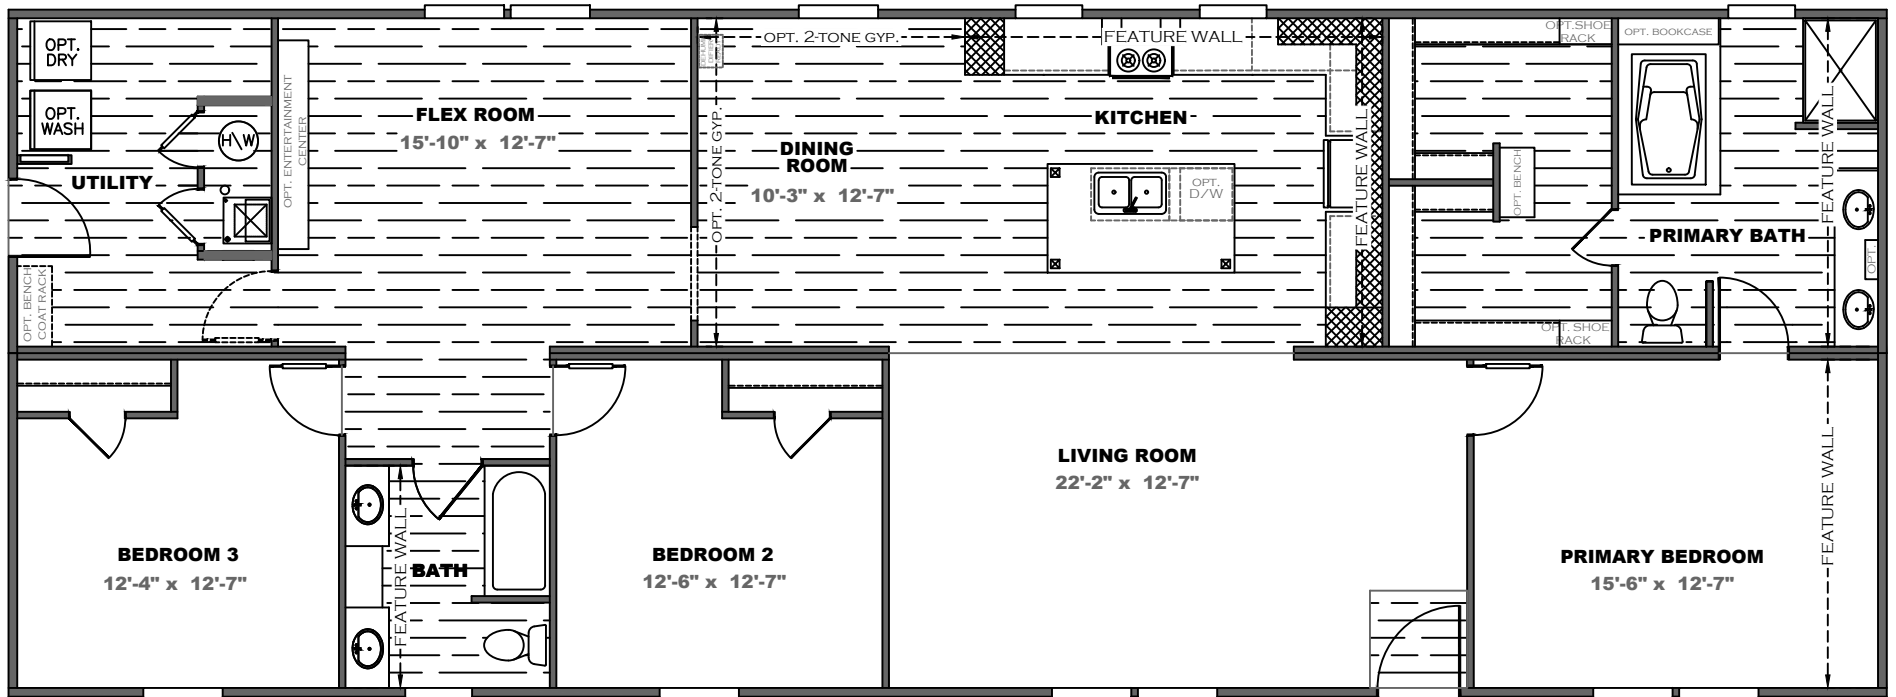 OPT.
DRY
OPT.
WASH
H\W
UTILITY
OPT. BENCH
COAT RACK
OPT. ENTERTAINMENT
CENTER
FLEX ROOM
15'-10" x 12'-7"
OPT. 2-TONE GYP.
OPT. 2-TONE GYP.
DINING
ROOM
10'-3" x 12'-7"
FEATURE WALL
KITCHEN
OPT.
D/W
FEATURE WALL
OPT.SHOE
RACK
OPT. BENCH
OPT. SHOE
RACK
OPT. BOOKCASE
FEATURE WALL
PRIMARY BATH
OPT.
BEDROOM 3
12'-4" x 12'-7"
FEATURE WALL
BATH
BEDROOM 2
12'-6" x 12'-7"
LIVING ROOM
22'-2" x 12'-7"
PRIMARY BEDROOM
15'-6" x 12'-7"
FEATURE WALL